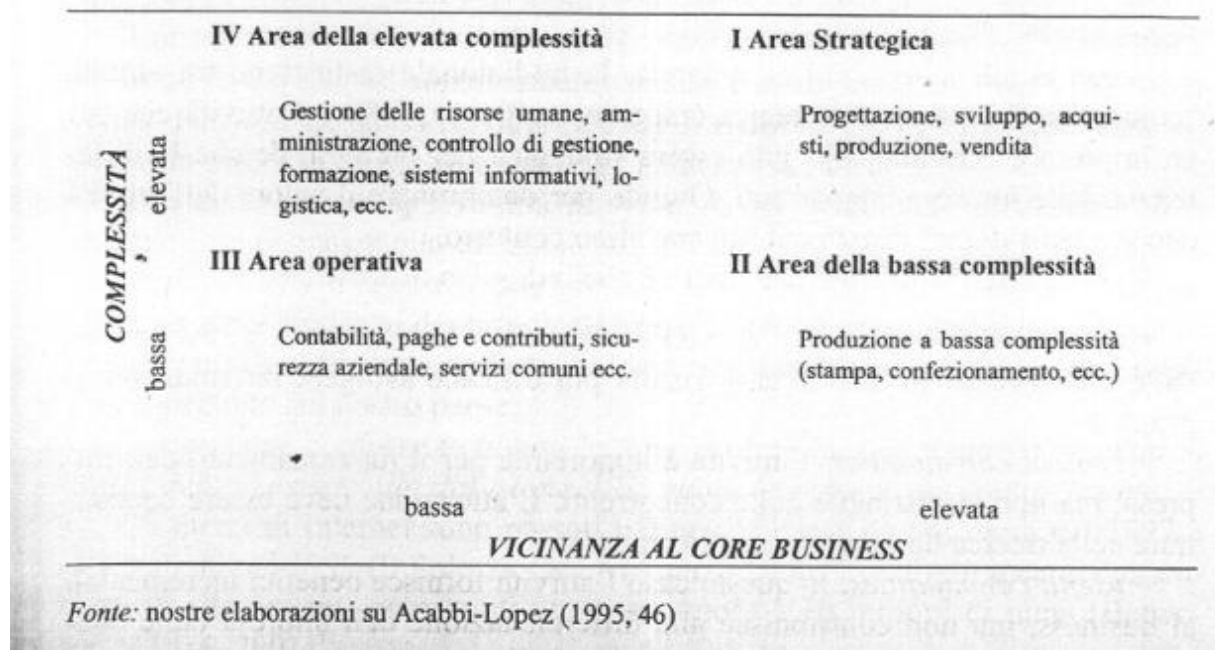 IV Area della elevata complessità
I Area Strategica
Gestione delle risorse umane, am-
ministrazione, controllo di gestione,
formazione, sistemi informativi, lo-
gistica, ecc.
Progettazione, sviluppo, acqui-
sti, produzione, vendita
COMPLESSITÀ
elevata
bassa
III Area operativa
II Area della bassa complessità
Contabilità, paghe e contributi, sicu-
rezza aziendale, servizi comuni ecc.
Produzione a bassa complessità
(stampa, confezionamento, ecc.)
bassa
elevata
VICINANZA AL CORE BUSINESS
Fonte: nostre elaborazioni su Acabbi-Lopez (1995,46)